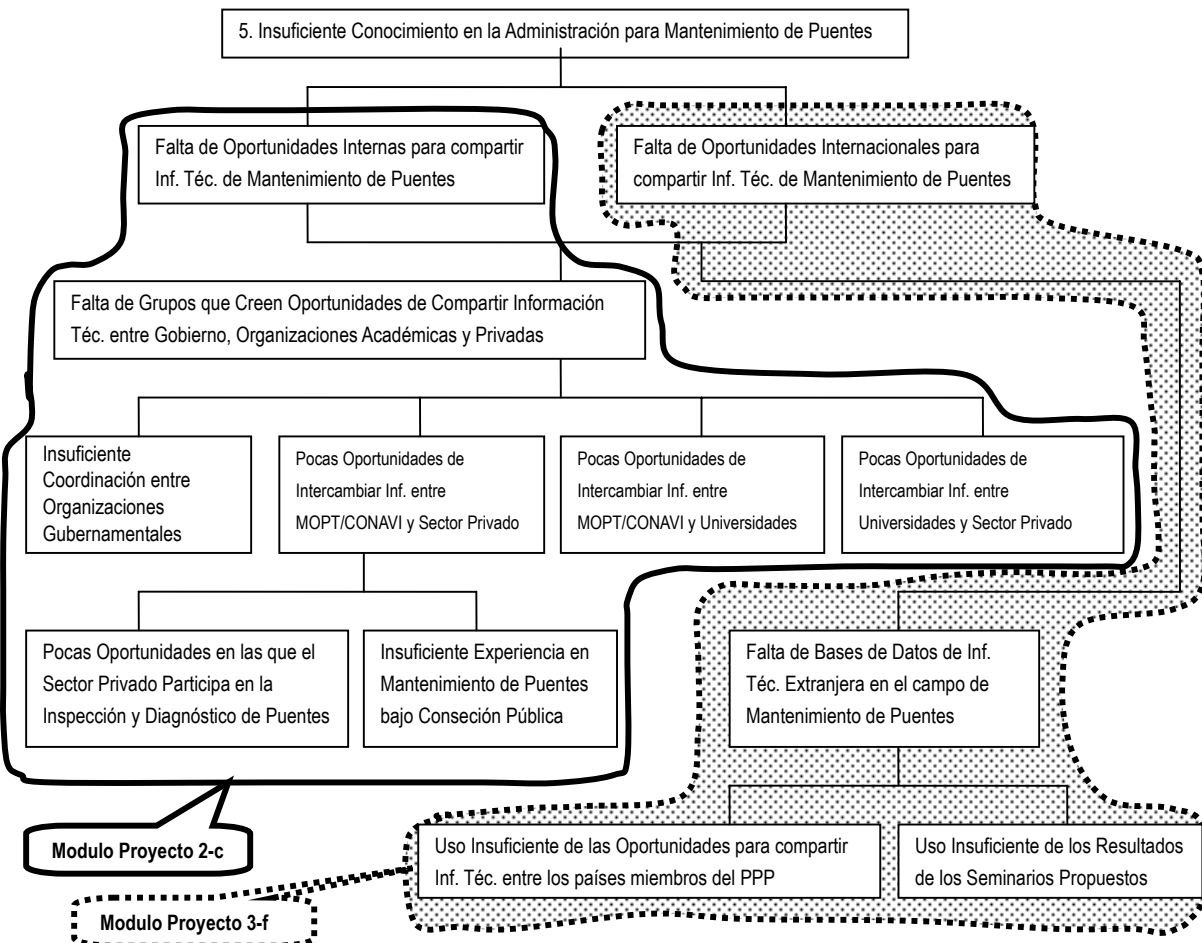 5. Insuficiente Conocimiento en la Administración para Mantenimiento de Puentes
Falta de Oportunidades Internas para compartir
Inf. Téc. de Mantenimiento de Puentes
Falta de Oportunidades Internacionales para
compartir Inf. Téc. de Mantenimiento de Puentes
Falta de Grupos que Creen Oportunidades de Compartir Información
Téc. entre Gobierno, Organizaciones Académicas y Privadas
Insuficiente
Coordinación entre
Organizaciones
Gubernamentales
Pocas Oportunidades de
Intercambiar Inf. entre
MOPT/CONAVI y Sector Privado
Pocas Oportunidades de
Intercambiar Inf. entre
MOPT/CONAVI y Universidades
Pocas Oportunidades de
Intercambiar Inf. entre
Universidades y Sector Privado
Pocas Oportunidades en las que el
Sector Privado Participa en la
Inspección y Diagnóstico de Puentes
Insuficiente Experiencia en
Mantenimiento de Puentes
bajo Conseción Pública
Falta de Bases de Datos de Inf.
Téc. Extranjera en el campo de
Mantenimiento de Puentes
Modulo Proyecto 2-c
Uso Insuficiente de las Oportunidades para compartir
Inf. Téc. entre los países miembros del PPP
Uso Insuficiente de los Resultados
de los Seminarios Propuestos
Modulo Proyecto 3-f